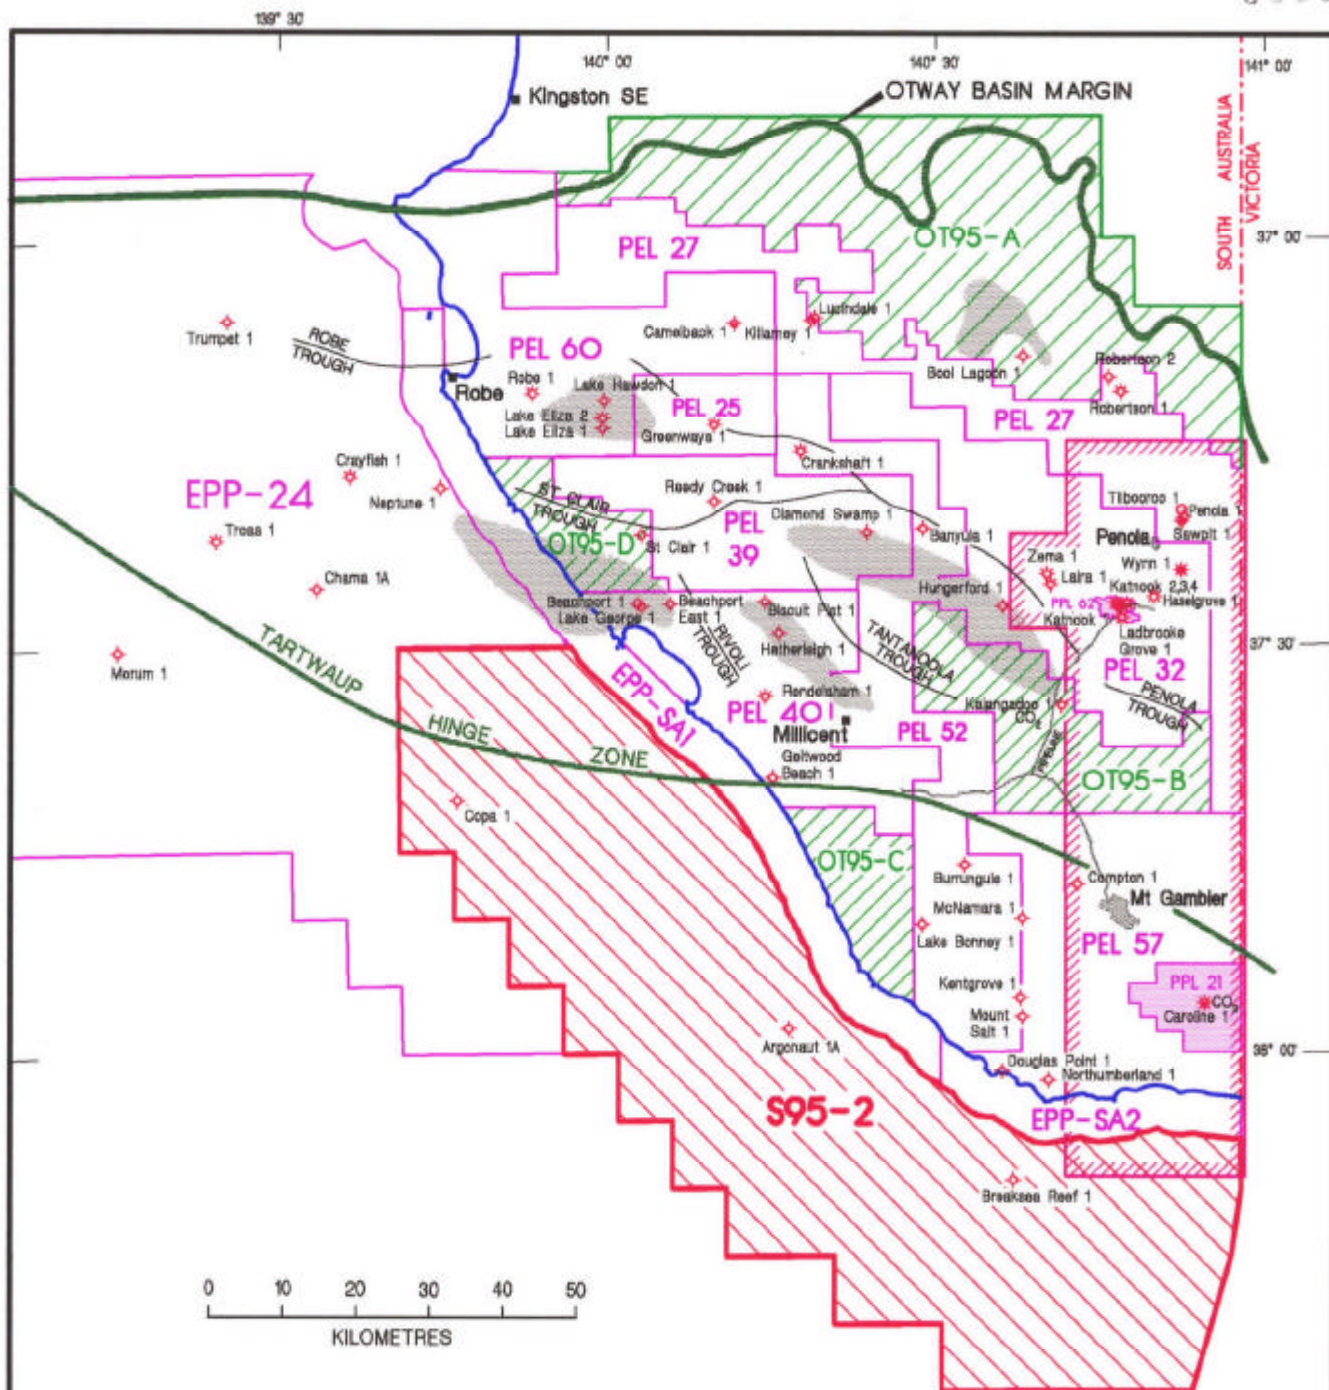 139° 30'
140° 00'
140° 30'
141° 00'
Kingston SE
OTWAY BASIN MARGIN
SOUTH AUSTRALIA
VICTORIA
37° 00'
PEL 27
OT95-A
Trumpet 1
ROBE
TROUGH
PEL 60
Camelback 1
Killarney 1
Lucindale 1
Bool Lagoon 1
Robertson 2
Robertson 1
Robe
Robe 1
Lake Hawdon 1
Lake Eliza 2
Lake Eliza 1
PEL 25
Greenways 1
PEL 27
Crankshaft 1
Crayfish 1
EPP-24
Neptune 1
Troas 1
Chama 1A
Morum 1
ST CLAIR
TROUGH
OT95-D
St Clair 1
Reedy Creek 1
PEL
39
Diamond Swamp 1
Banyula 1
Tilbooroo 1
Penola 1
Sawpit 1
Penola
Zema 1
Laira 1
Wynn 1
Katnook 2,3,4
Haselgrove 1
PPL 62
Katnook 1
Ladbrooke
Grove 1
Hungerford 1
Beachport 1
Lake George 1
Beachport
East 1
Biscuit Flat 1
Hatherleigh 1
RIVOLI
TROUGH
TANTANOOLA
TROUGH
37° 30'
PEL 32
PENOLA
TROUGH
Rendelsham 1
Kalangadoo 1
CO₂
PIPELINE
TARTWAUP
HINGE
ZONE
EPP-SA1
PEL 40
Millicent
PEL 52
Geltwood
Beach 1
OT95-B
Copa 1
OT95-C
Burrungule 1
Compton 1
Mt Gambier
McNamara 1
Lake Bonney 1
PEL 57
Kentgrove 1
Mount
Salt 1
PPL 21
CO₂
Caroline 1
Argonaut 1A
Douglas Point 1
Northumberland 1
S95-2
EPP-SA2
Breaksea Reef 1
0 10 20 30 40 50
KILOMETRES